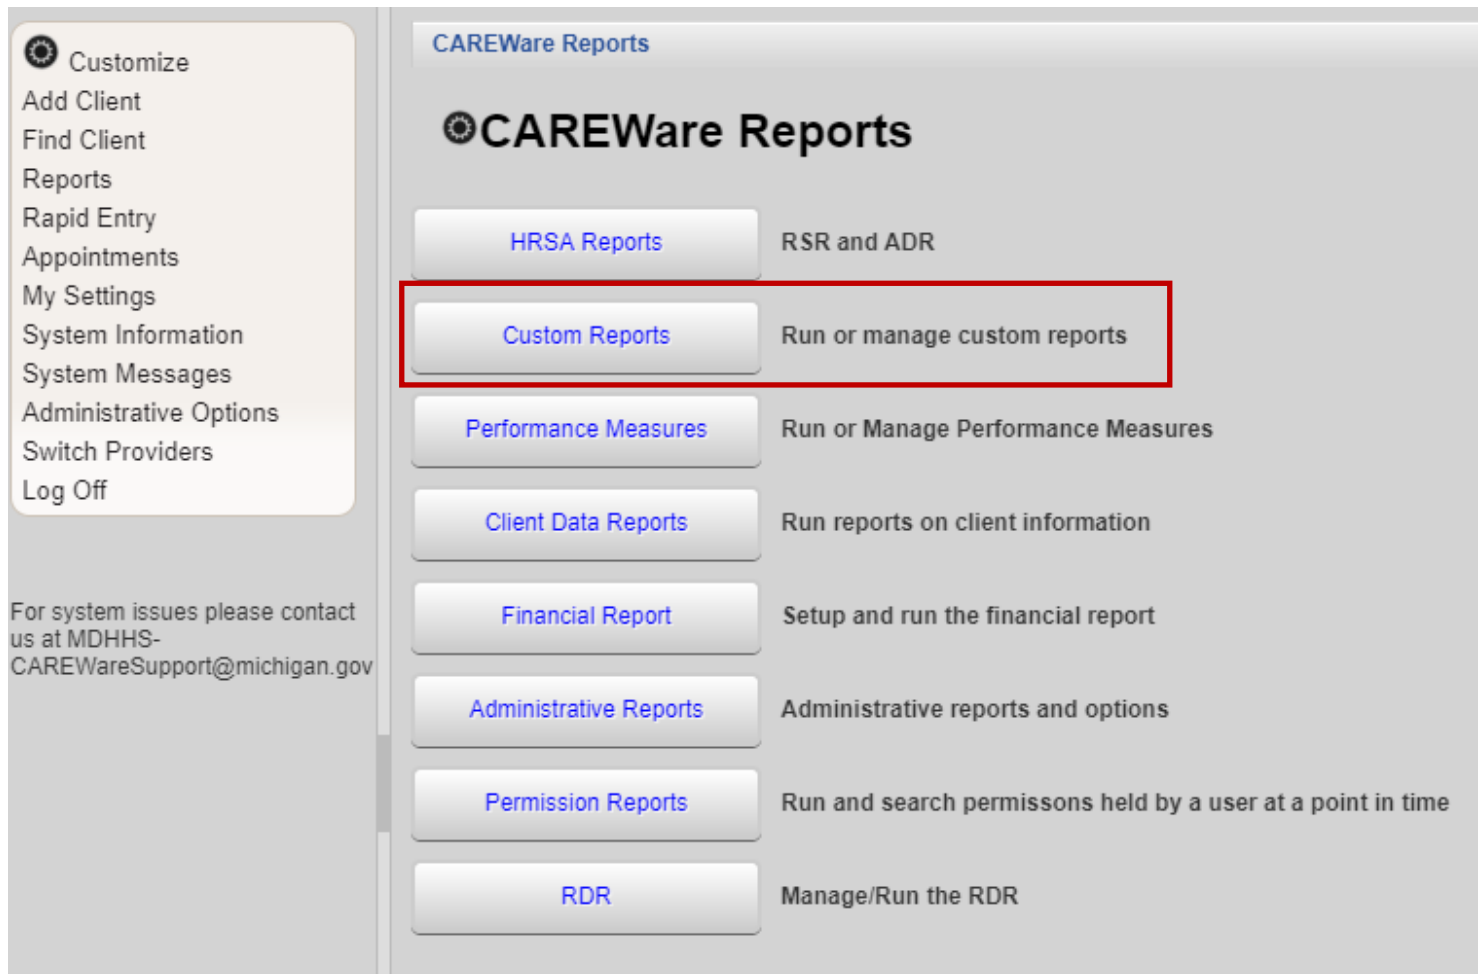 Customize
Add Client
Find Client
Reports
Rapid Entry
Appointments
My Settings
System Information
System Messages
Administrative Options
Switch Providers
Log Off
For system issues please contact
us at MDHHS-
CAREWareSupport@michigan.gov
CAREWare Reports
CAREWare Reports
HRSA Reports RSR and ADR
Custom Reports Run or manage custom reports
Performance Measures Run or Manage Performance Measures
Client Data Reports Run reports on client information
Financial Report Setup and run the financial report
Administrative Reports Administrative reports and options
Permission Reports Run and search permissons held by a user at a point in time
RDR Manage/Run the RDR